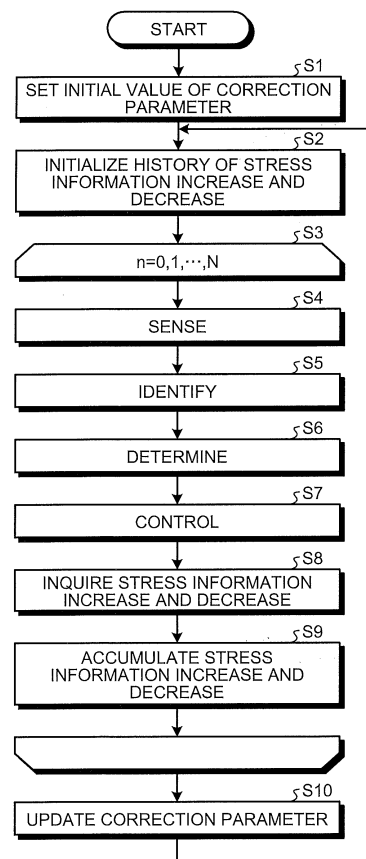 START
S1
SET INITIAL VALUE OF CORRECTION
PARAMETER
S2
INITIALIZE HISTORY OF STRESS
INFORMATION INCREASE AND
DECREASE
S3
n=0,1,⋯,N
S4
SENSE
S5
IDENTIFY
S6
DETERMINE
S7
CONTROL
S8
INQUIRE STRESS INFORMATION
INCREASE AND DECREASE
S9
ACCUMULATE STRESS
INFORMATION INCREASE AND
DECREASE
S10
UPDATE CORRECTION PARAMETER